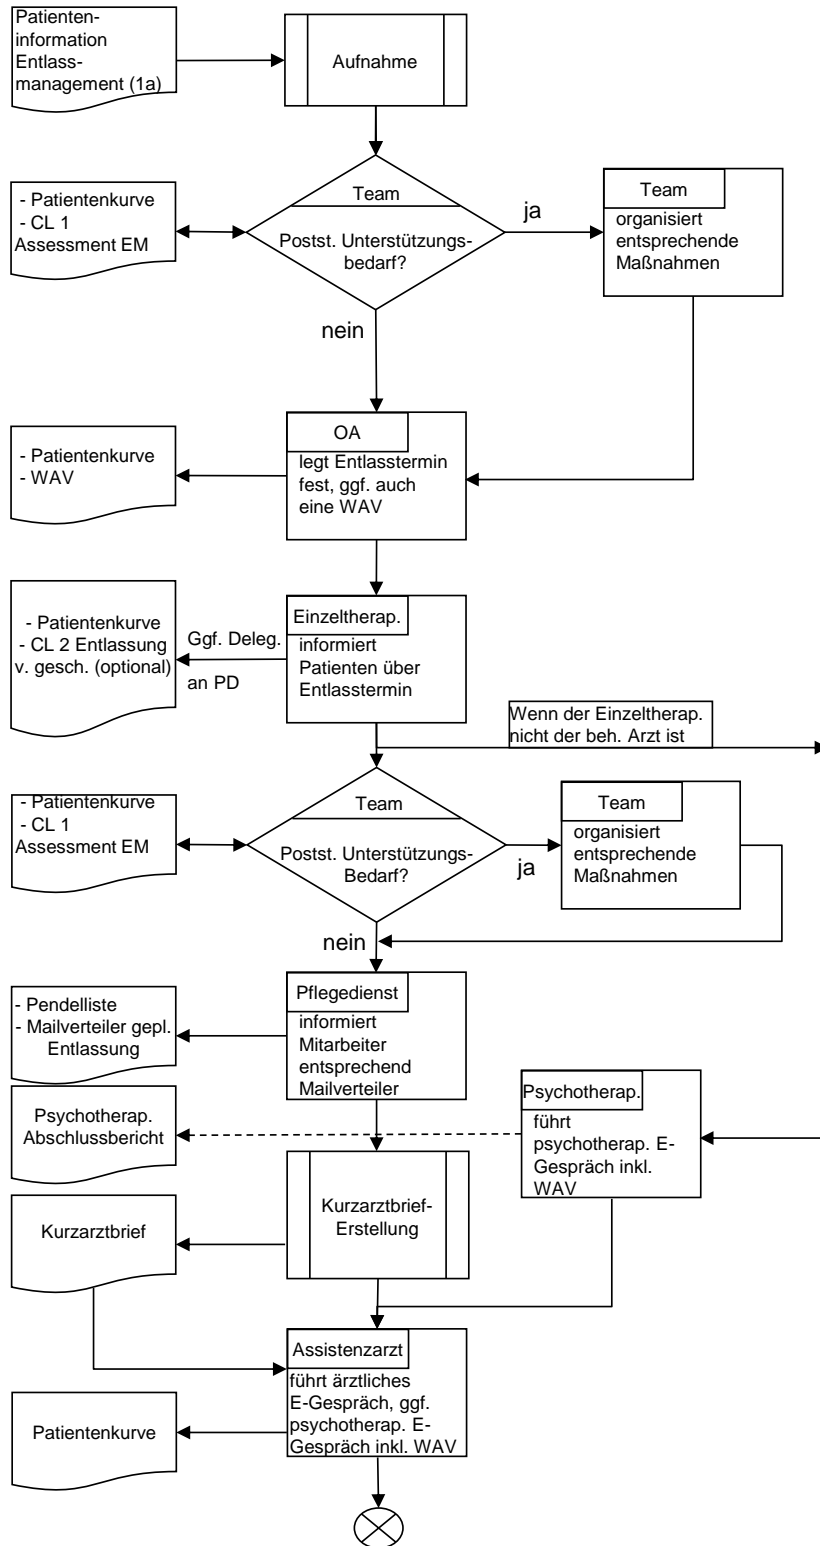 Patienten-
information
Entlass-
management (1a)
Aufnahme
- Patientenkurve
- CL 1
Assessment EM
Team
Postst. Unterstützungs-
bedarf?
ja
Team
organisiert
entsprechende
Maßnahmen
nein
- Patientenkurve
- WAV
OA
legt Entlasstermin
fest, ggf. auch
eine WAV
- Patientenkurve
- CL 2 Entlassung
v. gesch. (optional)
Ggf. Deleg.
an PD
Einzeltherap.
informiert
Patienten über
Entlasstermin
Wenn der Einzeltherap.
nicht der beh. Arzt ist
- Patientenkurve
- CL 1
Assessment EM
Team
Postst. Unterstützungs-
Bedarf?
ja
Team
organisiert
entsprechende
Maßnahmen
nein
- Pendelliste
- Mailverteiler gepl.
Entlassung
Pflegedienst
informiert
Mitarbeiter
entsprechend
Mailverteiler
Psychotherap.
Abschlussbericht
Psychotherap.
führt
psychotherap. E-
Gespräch inkl.
WAV
Kurzarztbrief
Kurzarztbrief-
Erstellung
Assistenzarzt
führt ärztliches
E-Gespräch, ggf.
psychotherap. E-
Gespräch inkl. WAV
Patientenkurve